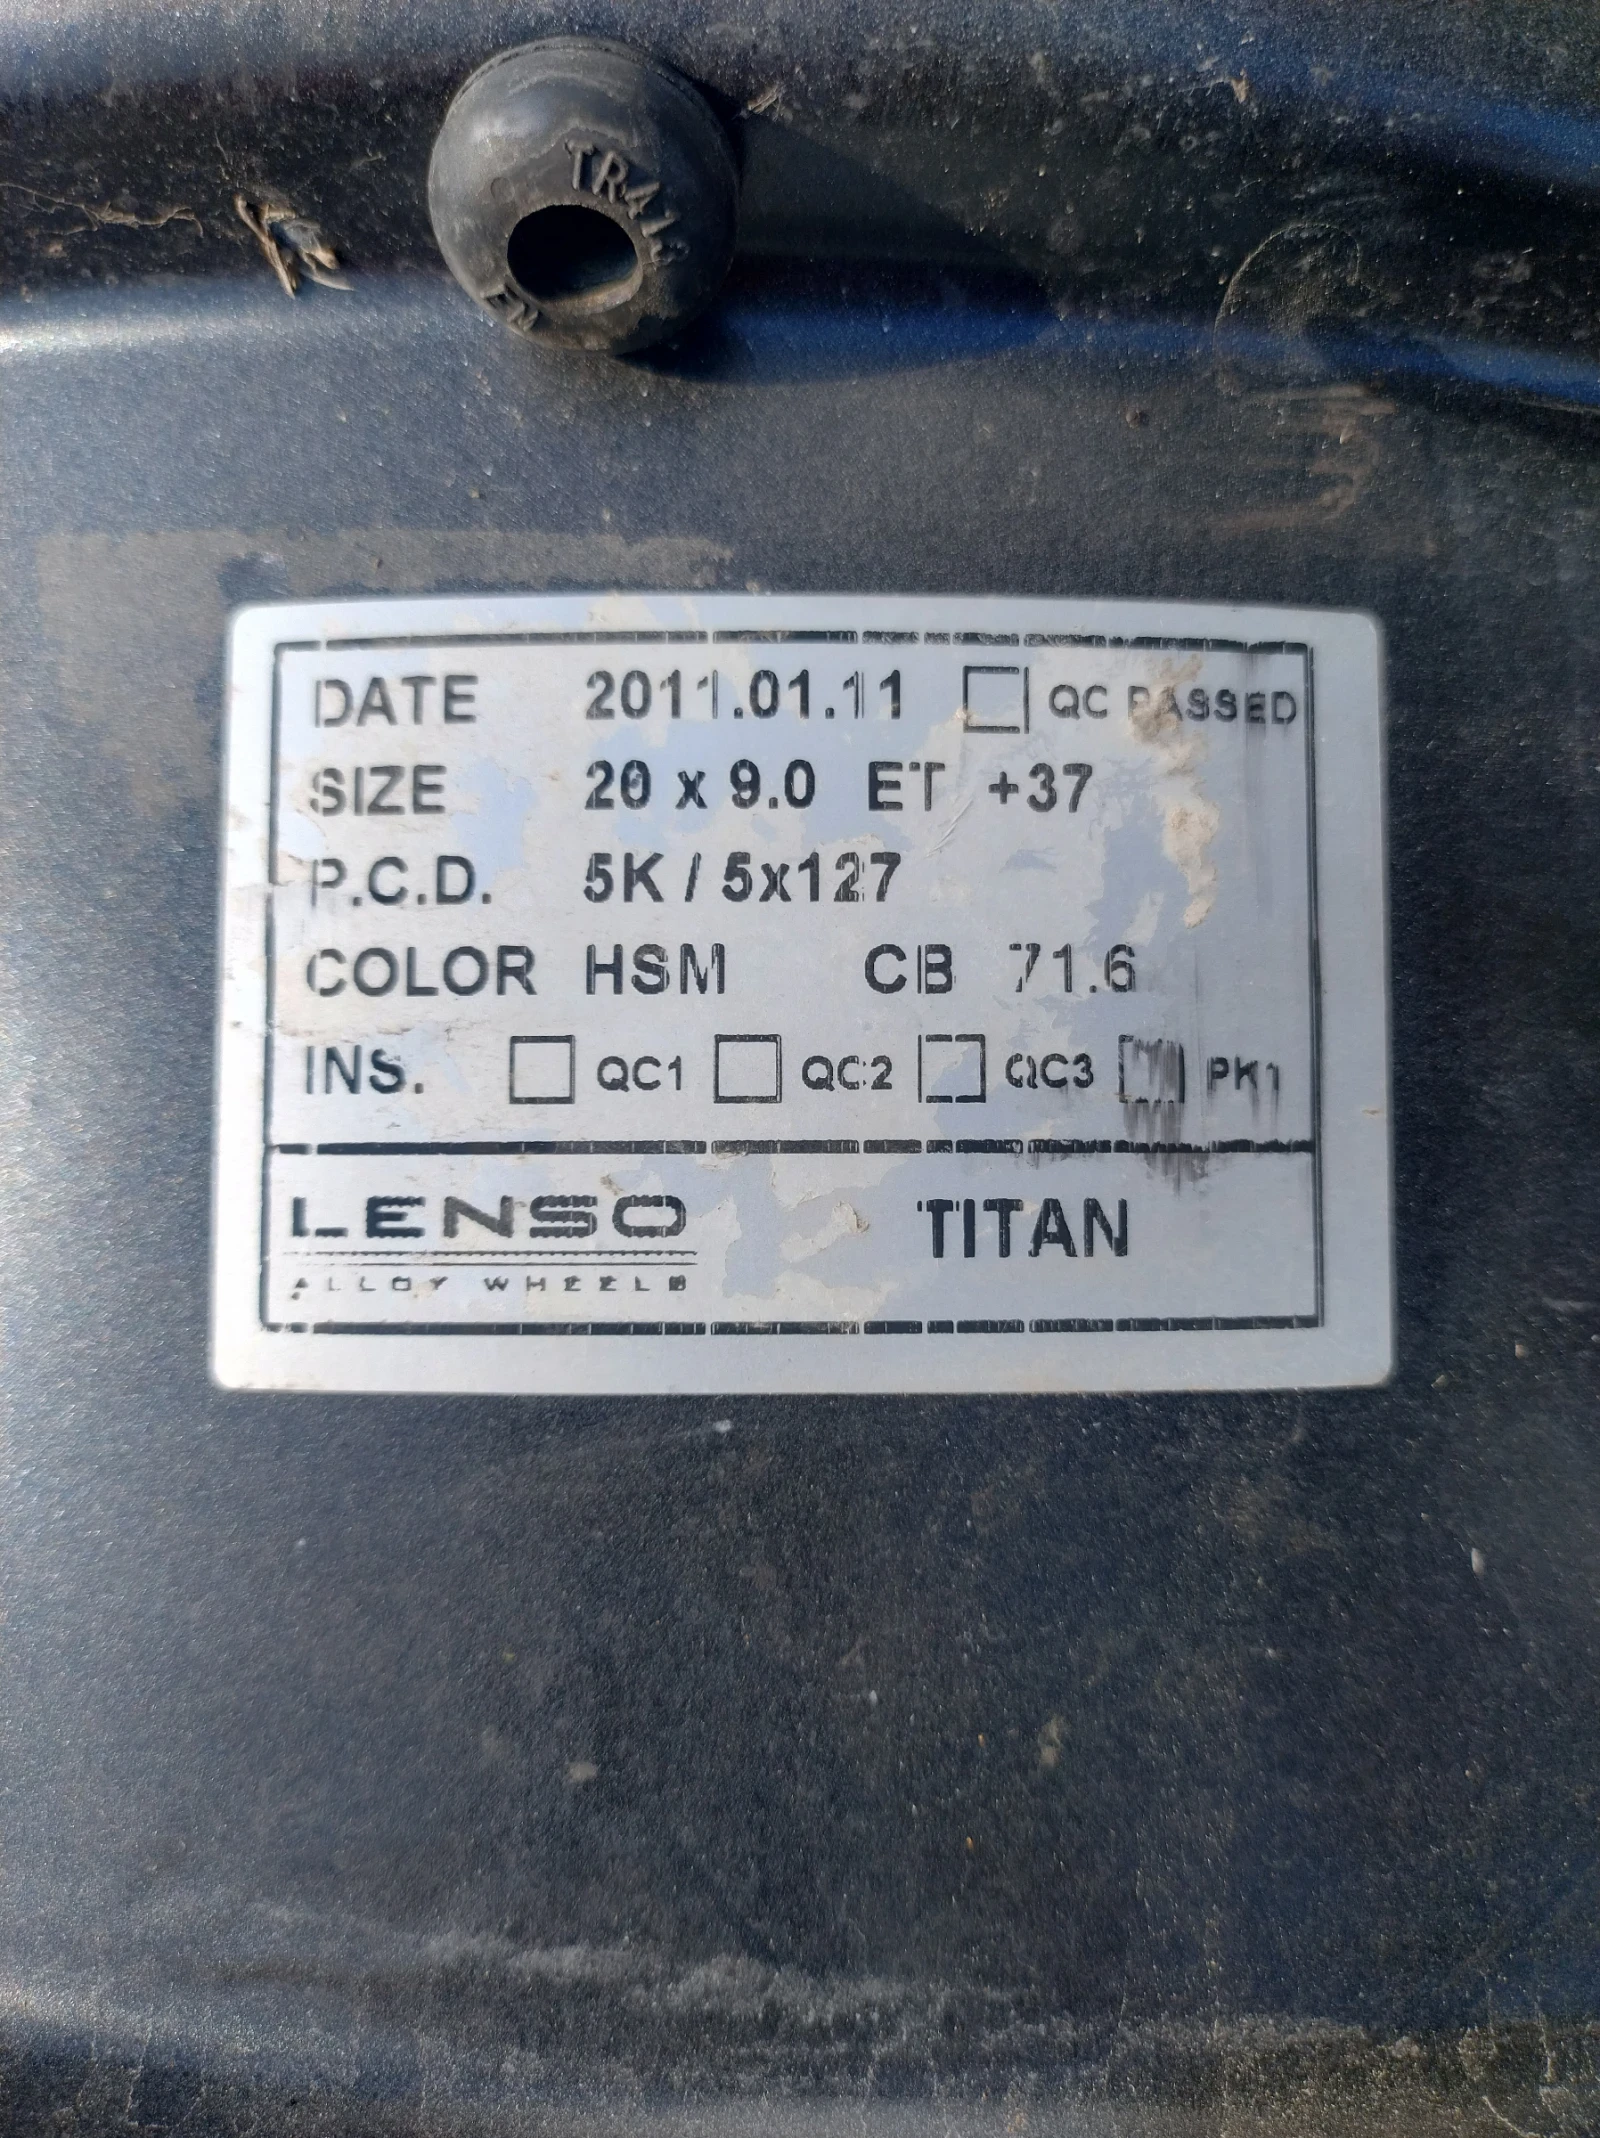 TR413
DATE 2011.01.11 QC PASSED
SIZE 20 x 9.0 ET +37
P.C.D. 5K / 5x127
COLOR HSM CB 71.6
INS. QC1 QC2 QC3 PK1
LENSO TITAN
ALLOY WHEELS